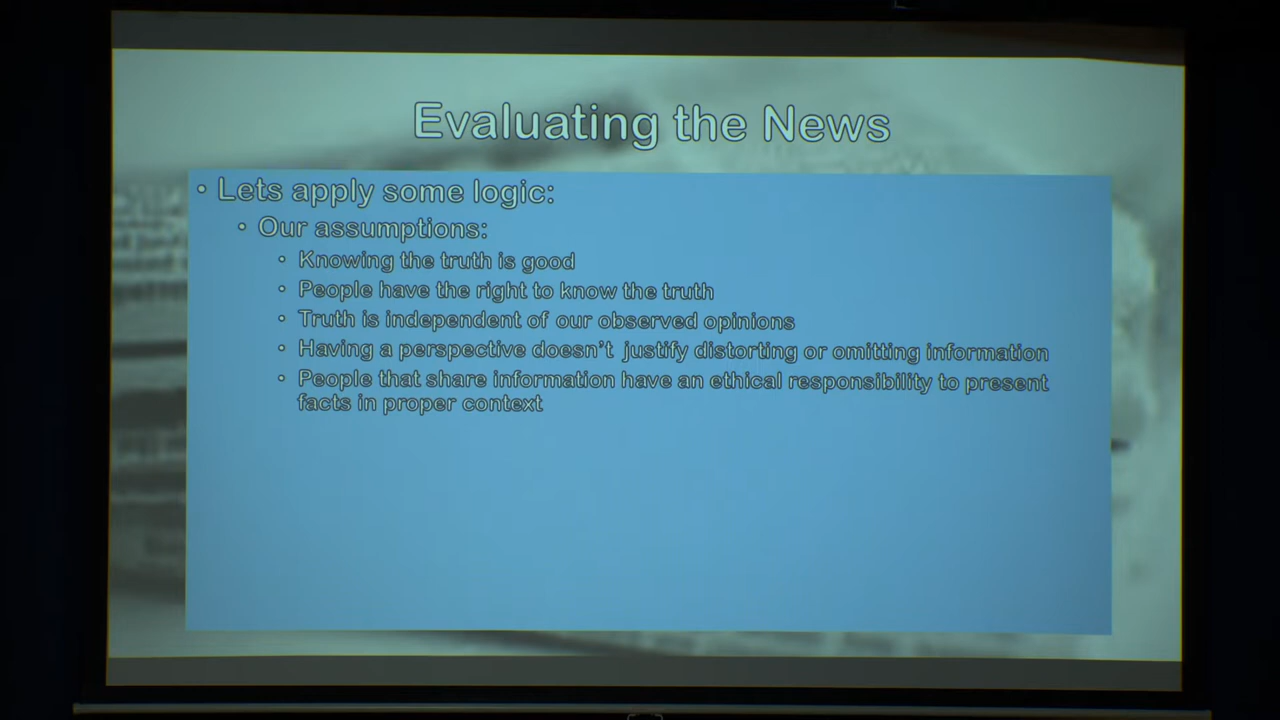 Evaluating the News
• Lets apply some logic:
• Our assumptions:
• Knowing the truth is good
• People have the right to know the truth
• Truth is independent of our observed opinions
• Having a perspective doesn't justify distorting or omitting information
• People that share information have an ethical responsibility to present
facts in proper context